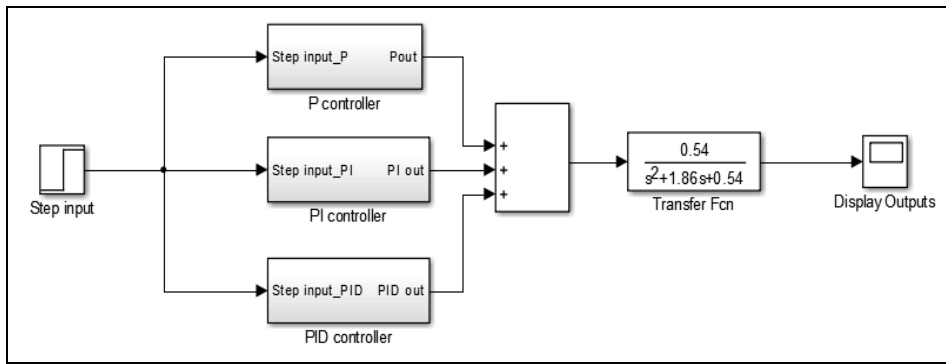 Step input_P Pout
P controller
Step input
Step input_PI PI out
PI controller
Step input_PID PID out
PID controller
+
+
+
0.54
s²+1.86s+0.54
Transfer Fcn
Display Outputs